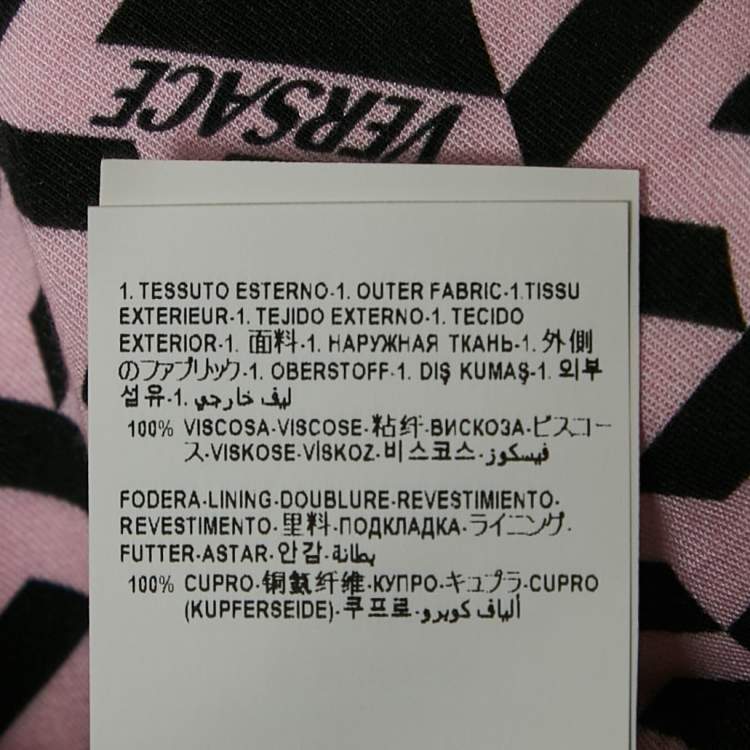 VERSACE
1. TESSUTO ESTERNO-1. OUTER FABRIC-1.TISSU
EXTERIEUR-1. TEJIDO EXTERNO-1. TECIDO
EXTERIOR-1. 面料-1. НАРУЖНАЯ ТКАНЬ-1. 外側
のファブリック-1. OBERSTOFF-1. DIŞ KUMAŞ-1. 외부
섬유-1. ليف خارجي
100% VISCOSA-VISCOSE-粘纤-ВИСКОЗА-ビスコー
ス-VISKOSE-VİSKOZ-비스코스-فيسكوز
FODERA-LINING-DOUBLURE-REVESTIMIENTO-
REVESTIMENTO-里料-ПОДКЛАДКА-ライニング-
FUTTER-ASTAR-안감-بطانة
100% CUPRO-铜氨纤维-КУПРО-キュプラ-CUPRO
(KUPFERSEIDE)-쿠프로-ألياف كوبرو